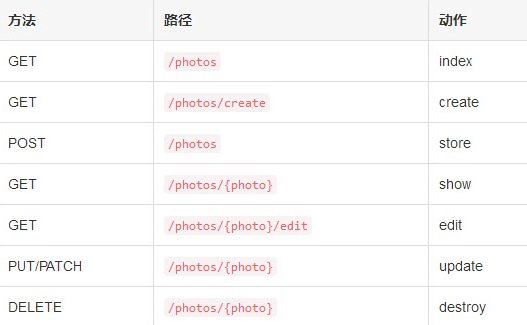 方法 路径 动作
GET /photos index
GET /photos/create create
POST /photos store
GET /photos/{photo} show
GET /photos/{photo}/edit edit
PUT/PATCH /photos/{photo} update
DELETE /photos/{photo} destroy